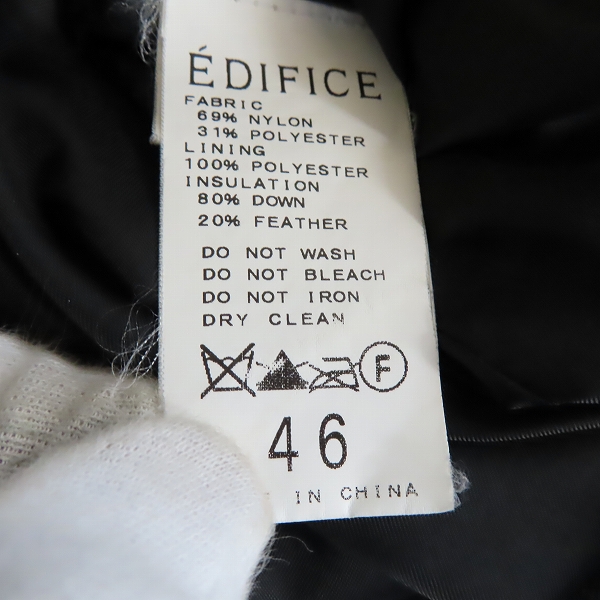 ÉDIFICE
FABRIC
69% NYLON
31% POLYESTER
LINING
100% POLYESTER
INSULATION
80% DOWN
20% FEATHER
DO NOT WASH
DO NOT BLEACH
DO NOT IRON
DRY CLEAN
F
46
IN CHINA